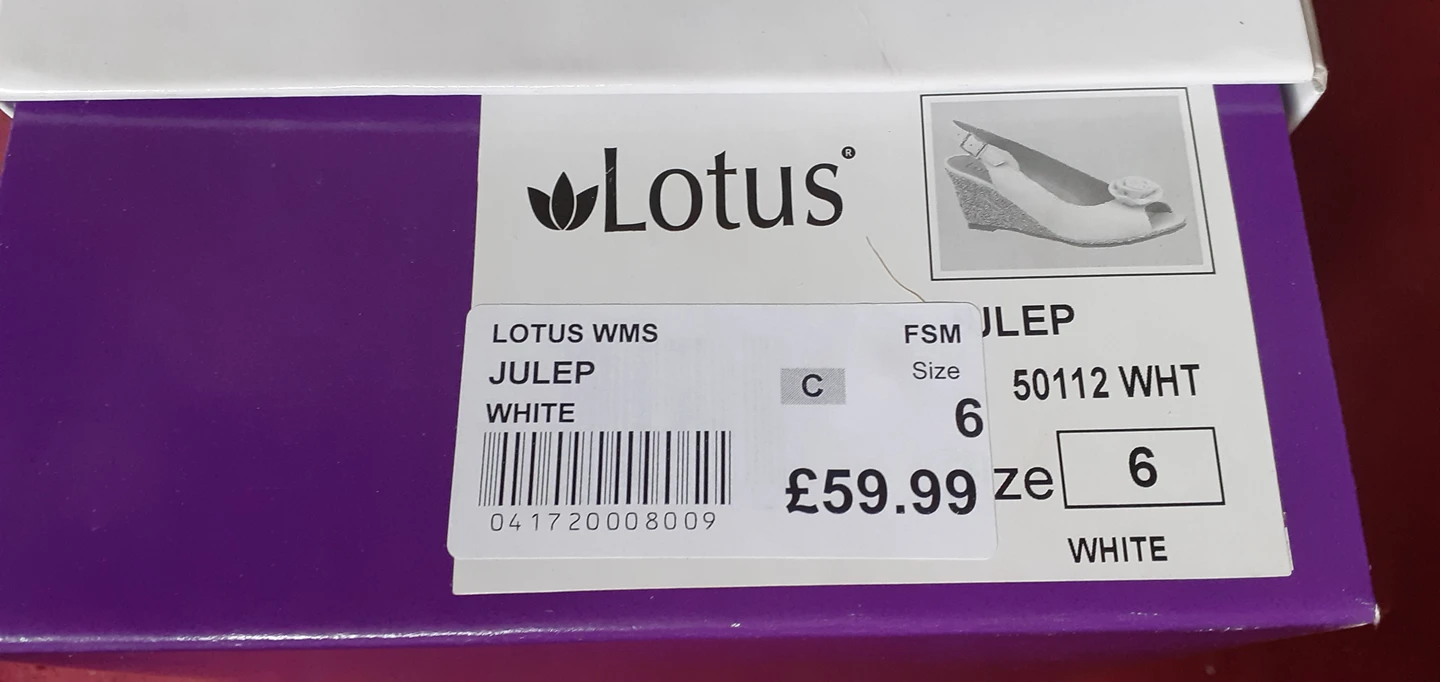 Lotus®
LOTUS WMS
FSM
JULEP
C
Size
WHITE
6
£59.99
041720008009
ULEP
50112 WHT
ze 6
WHITE